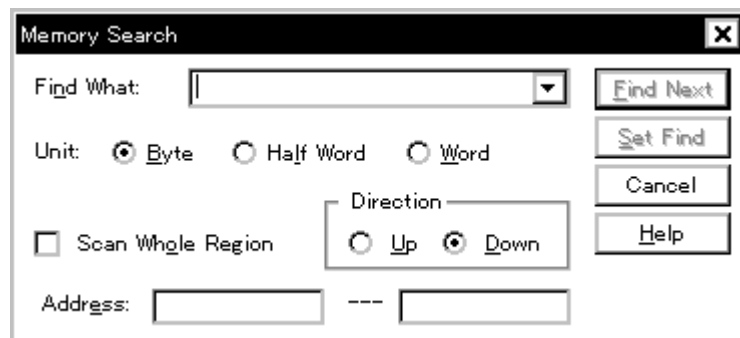 Memory Search
Find What:
Find Next
Unit: Byte Half Word Word
Set Find
Cancel
Direction
Scan Whole Region Up Down
Help
Address: ---